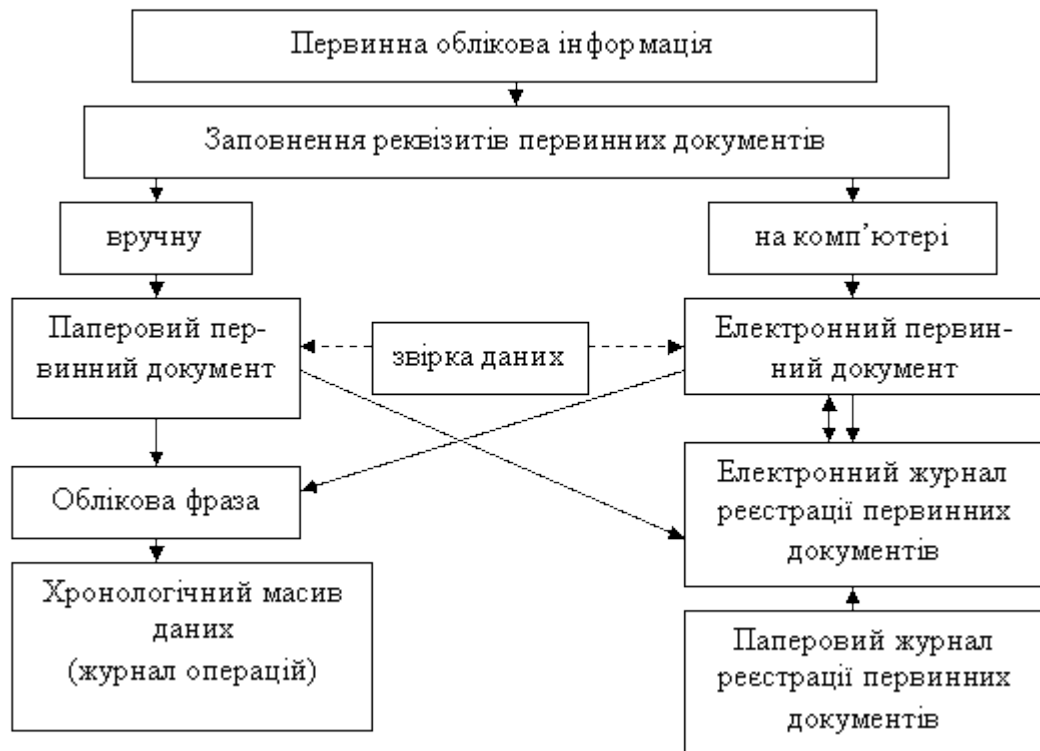 Первинна облікова інформація
Заповнення реквізитів первинних документів
вручну
на комп’ютері
Паперовий пер-
винний документ
звірка даних
Електронний первин-
ний документ
Облікова фраза
Електронний журнал
реєстрації первинних
документів
Хронологічний масив
даних
(журнал операцій)
Паперовий журнал
реєстрації первинних
документів